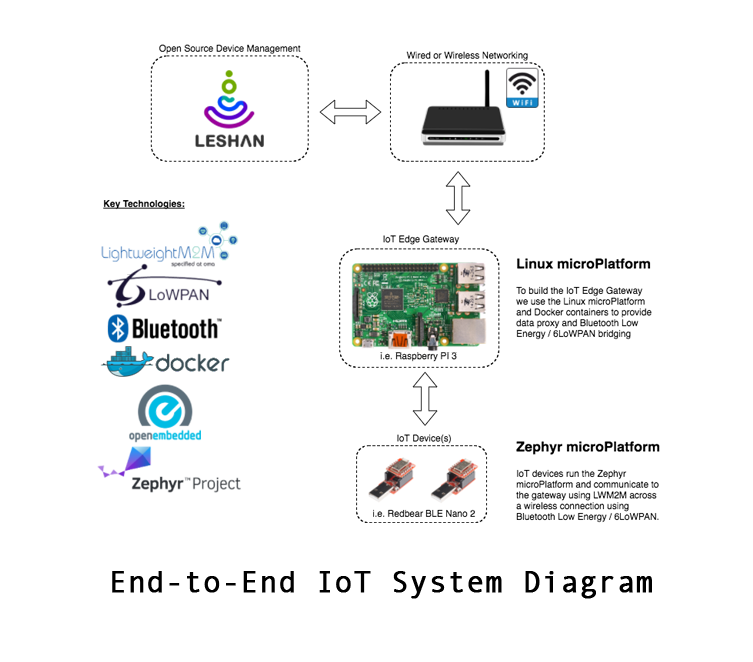 Open Source Device Management
LESHAN
Wired or Wireless Networking
WiFi
Key Technologies:
LightweightM2M
specified at oma
6LoWPAN
Bluetooth™
docker
openembedded
Zephyr™Project
IoT Edge Gateway
i.e. Raspberry PI 3
Linux microPlatform
To build the IoT Edge Gateway
we use the Linux microPlatform
and Docker containers to provide
data proxy and Bluetooth Low
Energy / 6LoWPAN bridging
IoT Device(s)
i.e. Redbear BLE Nano 2
Zephyr microPlatform
IoT devices run the Zephyr
microPlatform and communicate to
the gateway using LWM2M across
a wireless connection using
Bluetooth Low Energy / 6LoWPAN.
End-to-End IoT System Diagram